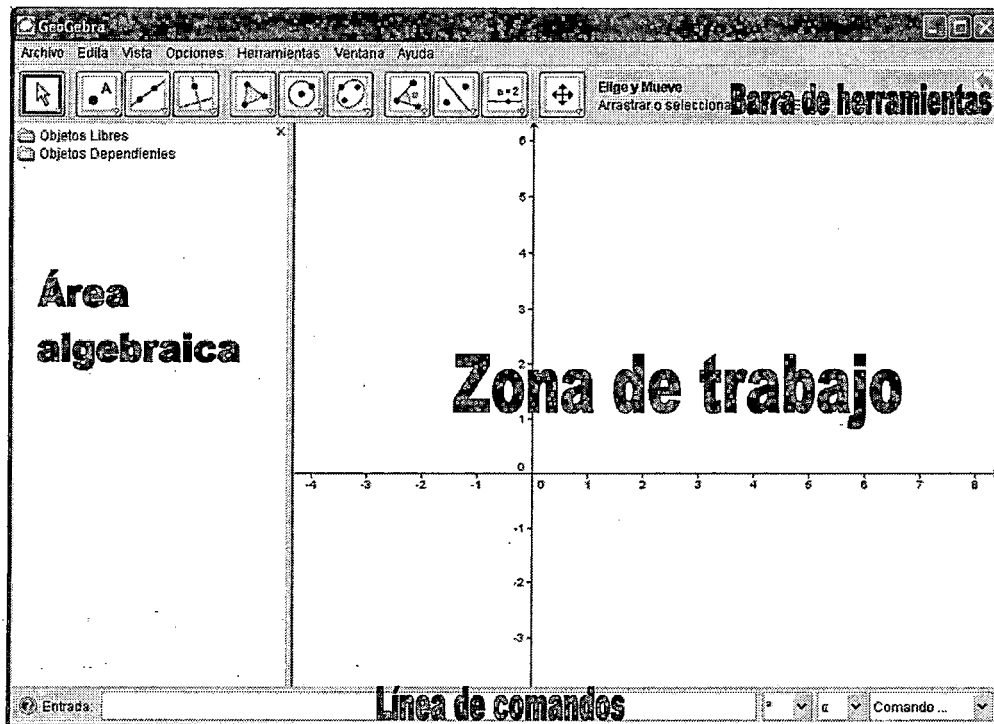 GeoGebra
Archivo Edita Vista Opciones Herramientas Ventana Ayuda
A
α
a=2
Elige y Mueve
Arrastrar o selecciona
Barra de herramientas
Objetos Libres
Objetos Dependientes
Área
algebraica
Zona de trabajo
6
5
4
3
2
1
0
-4 -3 -2 -1 0 1 2 3 4 5 6 7 8
-1
-2
-3
Entrada:
Línea de comandos
α
Comando ...